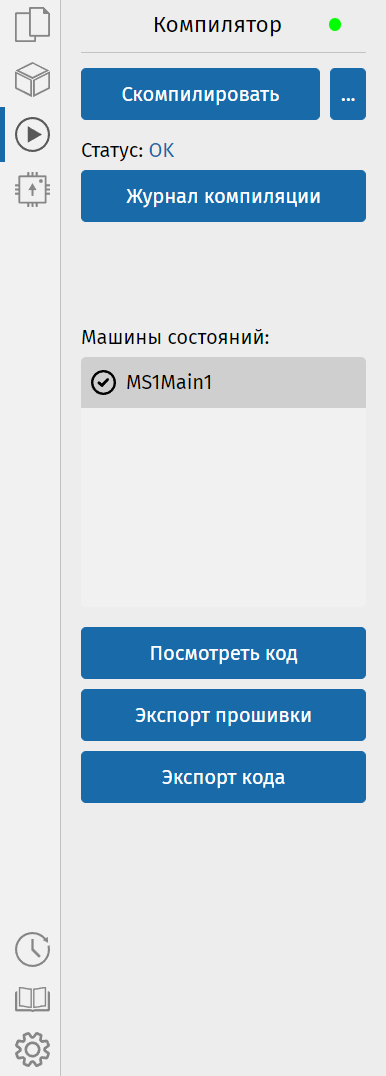 Компилятор
Скомпилировать ...
Статус: OK
Журнал компиляции
Машины состояний:
MS1Main1
Посмотреть код
Экспорт прошивки
Экспорт кода